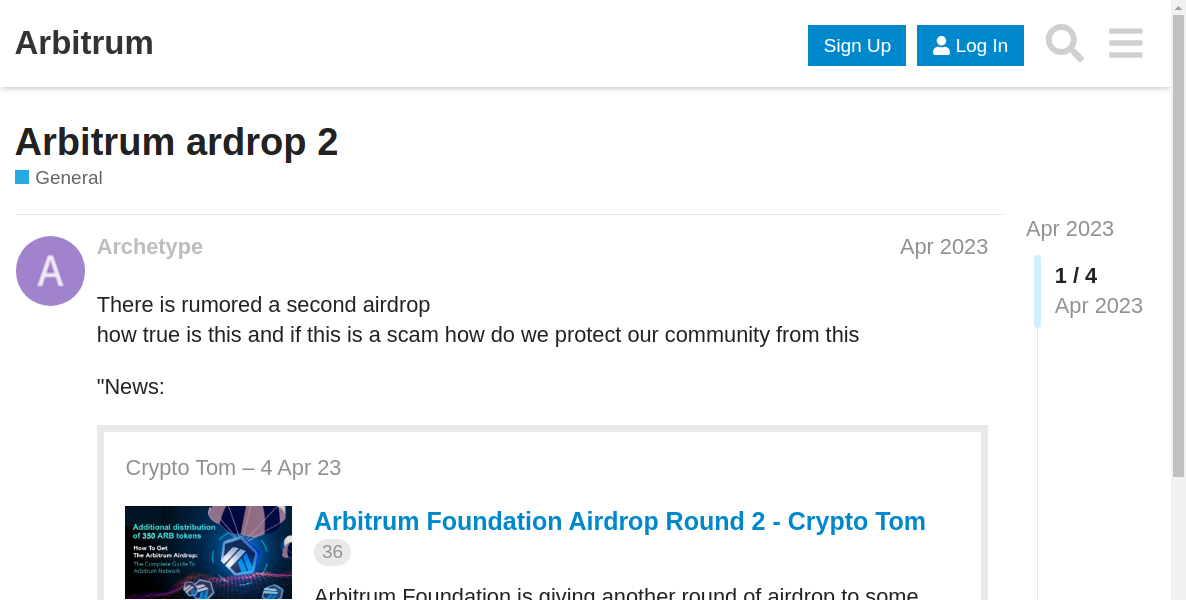 Arbitrum
Sign Up
Log In
Arbitrum ardrop 2
General
Archetype
Apr 2023
Apr 2023
1 / 4
Apr 2023
A
There is rumored a second airdrop
how true is this and if this is a scam how do we protect our community from this
"News:
Crypto Tom – 4 Apr 23
Additional distribution
of 350 ARB tokens
How To Get
The Arbitrum Airdrop:
The Complete Guide To
Arbitrum Network
Arbitrum Foundation Airdrop Round 2 - Crypto Tom
36
Arbitrum Foundation is giving another round of airdrop to some